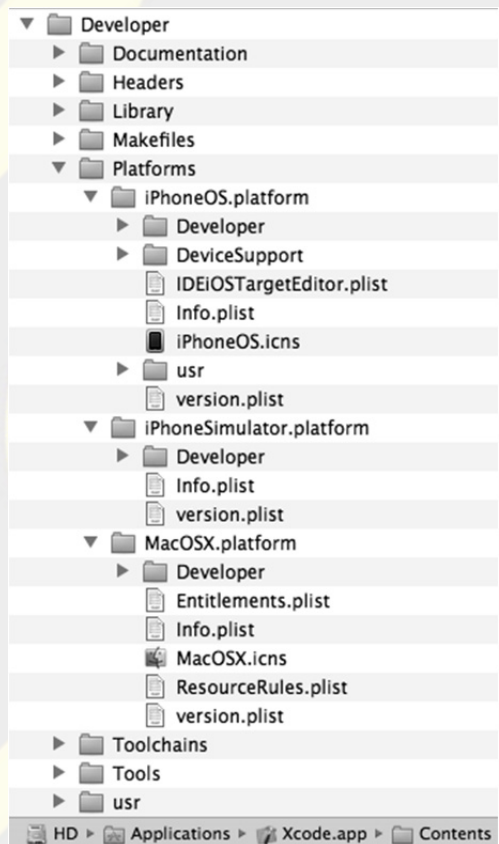 Developer
Documentation
Headers
Library
Makefiles
Platforms
iPhoneOS.platform
Developer
DeviceSupport
IDEiOSTargetEditor.plist
Info.plist
iPhoneOS.icns
usr
version.plist
iPhoneSimulator.platform
Developer
Info.plist
version.plist
MacOSX.platform
Developer
Entitlements.plist
Info.plist
MacOSX.icns
ResourceRules.plist
version.plist
Toolchains
Tools
usr
HD Applications Xcode.app Contents